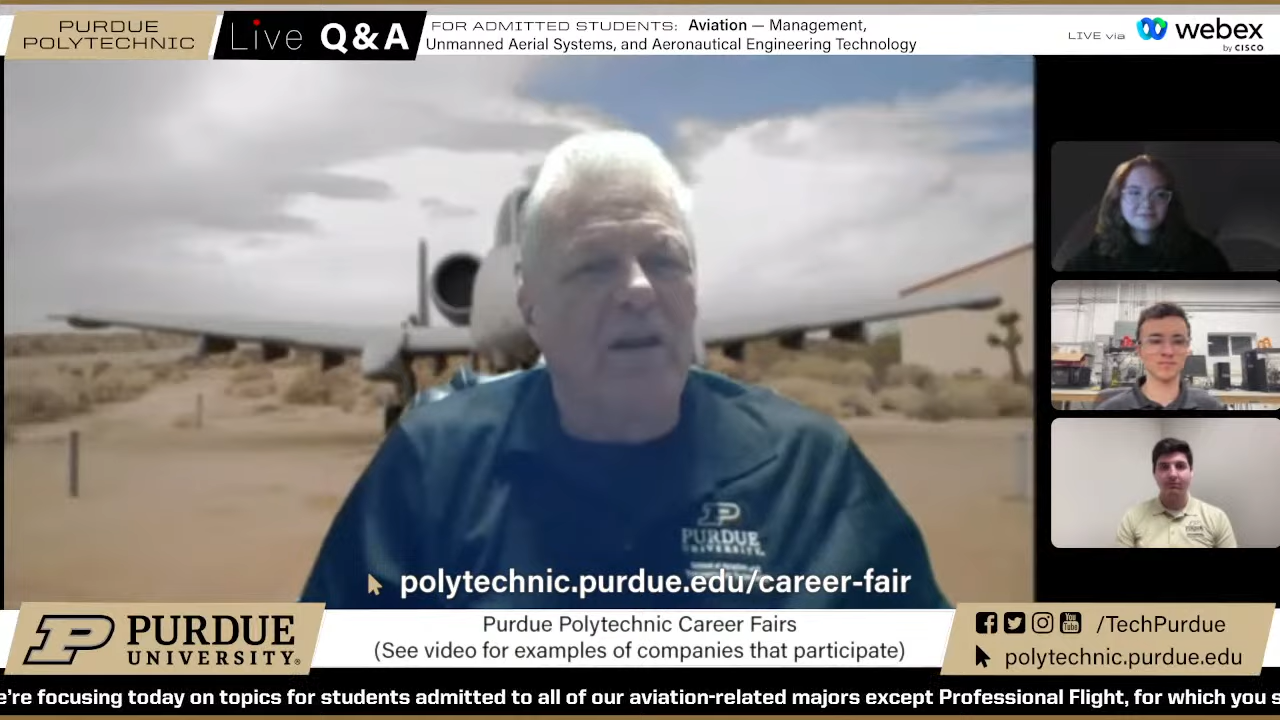 PURDUE
POLYTECHNIC
Live Q&A
FOR ADMITTED STUDENTS: Aviation — Management,
Unmanned Aerial Systems, and Aeronautical Engineering Technology
LIVE via webex
by CISCO
P
PURDUE
UNIVERSITY
polytechnic.purdue.edu/career-fair
P PURDUE
UNIVERSITY®
Purdue Polytechnic Career Fairs
(See video for examples of companies that participate)
You
Tube
/TechPurdue
polytechnic.purdue.edu
e're focusing today on topics for students admitted to all of our aviation-related majors except Professional Flight, for which you s